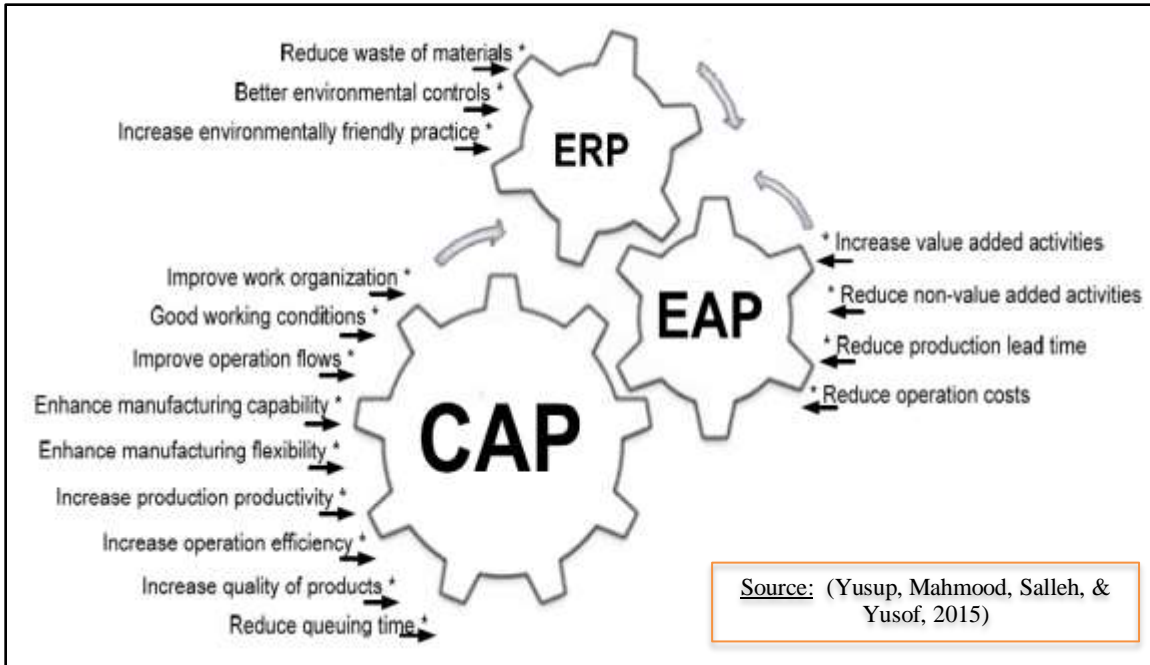 Reduce waste of materials *
Better environmental controls *
Increase environmentally friendly practice *
ERP
* Increase value added activities
* Reduce non-value added activities
* Reduce production lead time
* Reduce operation costs
EAP
Improve work organization *
Good working conditions *
Improve operation flows *
Enhance manufacturing capability *
Enhance manufacturing flexibility *
Increase production productivity *
Increase operation efficiency *
Increase quality of products *
Reduce queuing time *
CAP
Source: (Yusup, Mahmood, Salleh, &
Yusof, 2015)